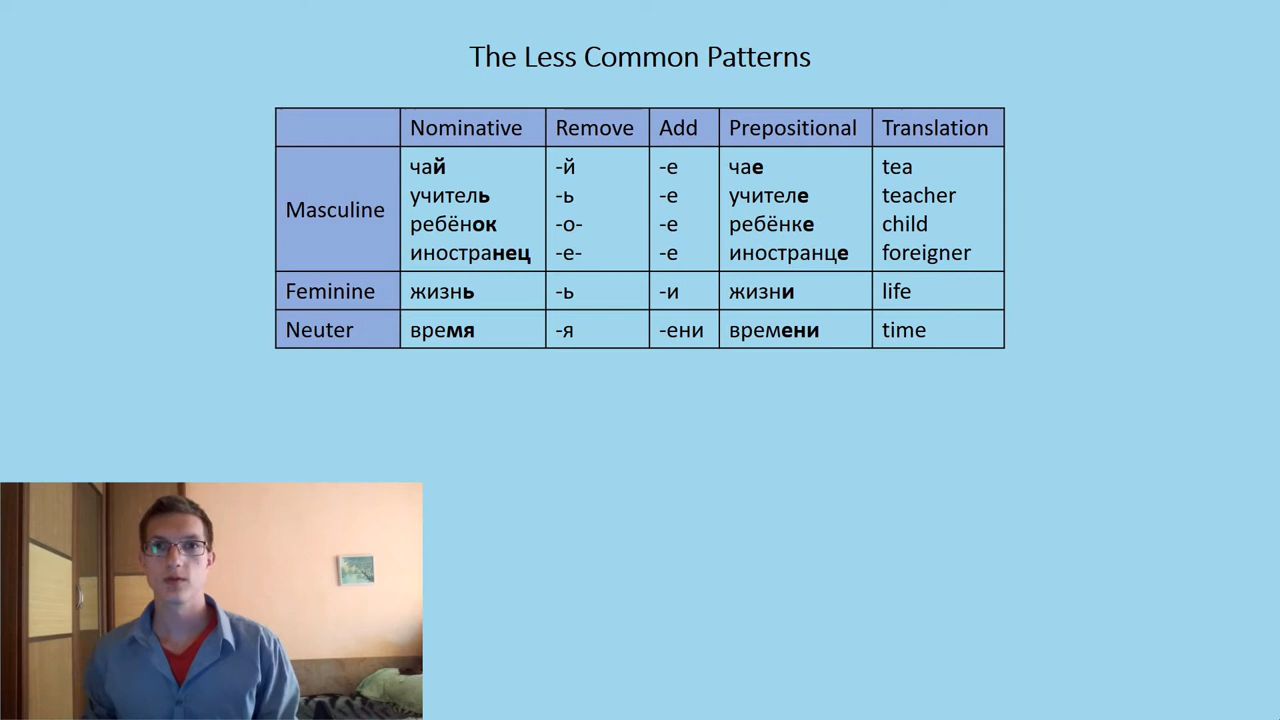 The Less Common Patterns
Nominative Remove Add Prepositional Translation
Masculine
чай -й -е чае tea
учитель -ь -е учителе teacher
ребёнок -о- -е ребёнке child
иностранец -е- -е иностранце foreigner
Feminine жизнь -ь -и жизни life
Neuter время -я -ени времени time